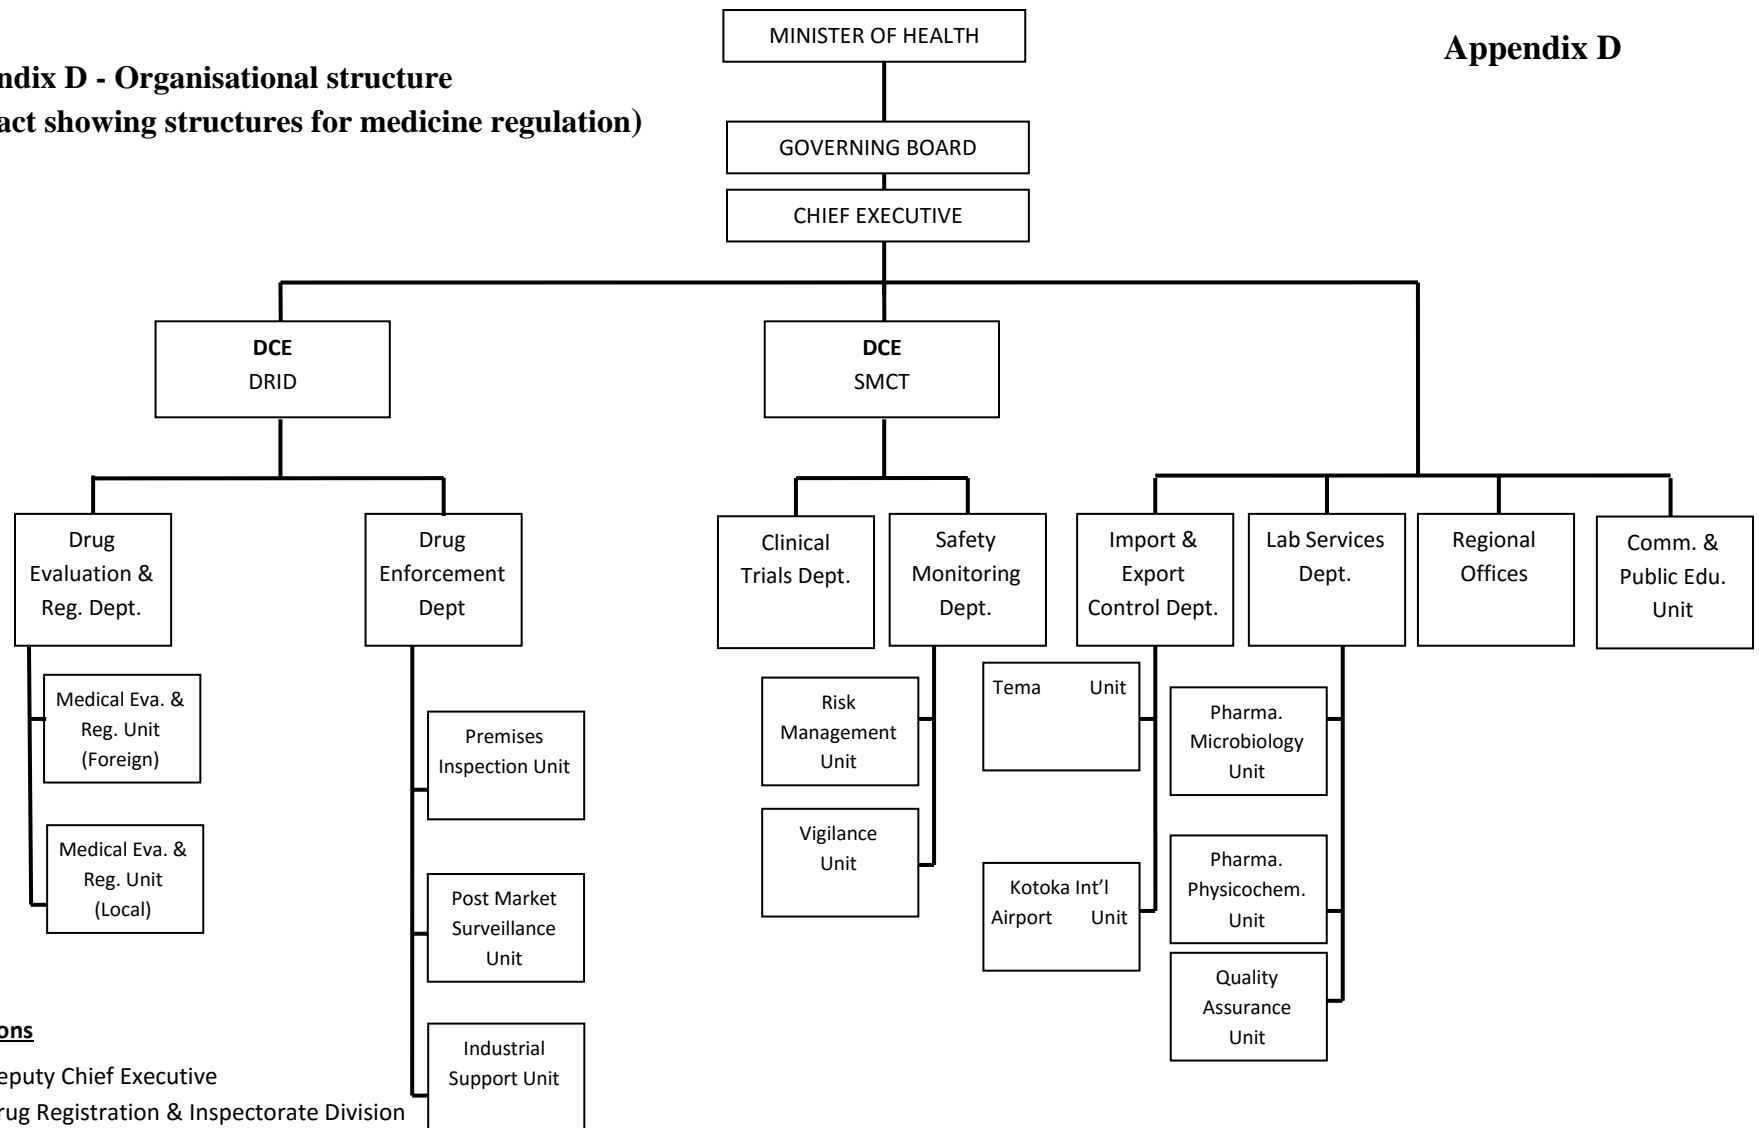 MINISTER OF HEALTH
Appendix D
ndix D - Organisational structure
act showing structures for medicine regulation)
GOVERNING BOARD
CHIEF EXECUTIVE
DCE
DRID
DCE
SMCT
Drug
Evaluation &
Reg. Dept.
Drug
Enforcement
Dept
Clinical
Trials Dept.
Safety
Monitoring
Dept.
Import &
Export
Control Dept.
Lab Services
Dept.
Regional
Offices
Comm. &
Public Edu.
Unit
Medical Eva. &
Reg. Unit
(Foreign)
Medical Eva. &
Reg. Unit
(Local)
Premises
Inspection Unit
Post Market
Surveillance
Unit
Industrial
Support Unit
Risk
Management
Unit
Vigilance
Unit
Tema Unit
Kotoka Int’l
Airport Unit
Pharma.
Microbiology
Unit
Pharma.
Physicochem.
Unit
Quality
Assurance
Unit
ons
eputy Chief Executive
rug Registration & Inspectorate Division